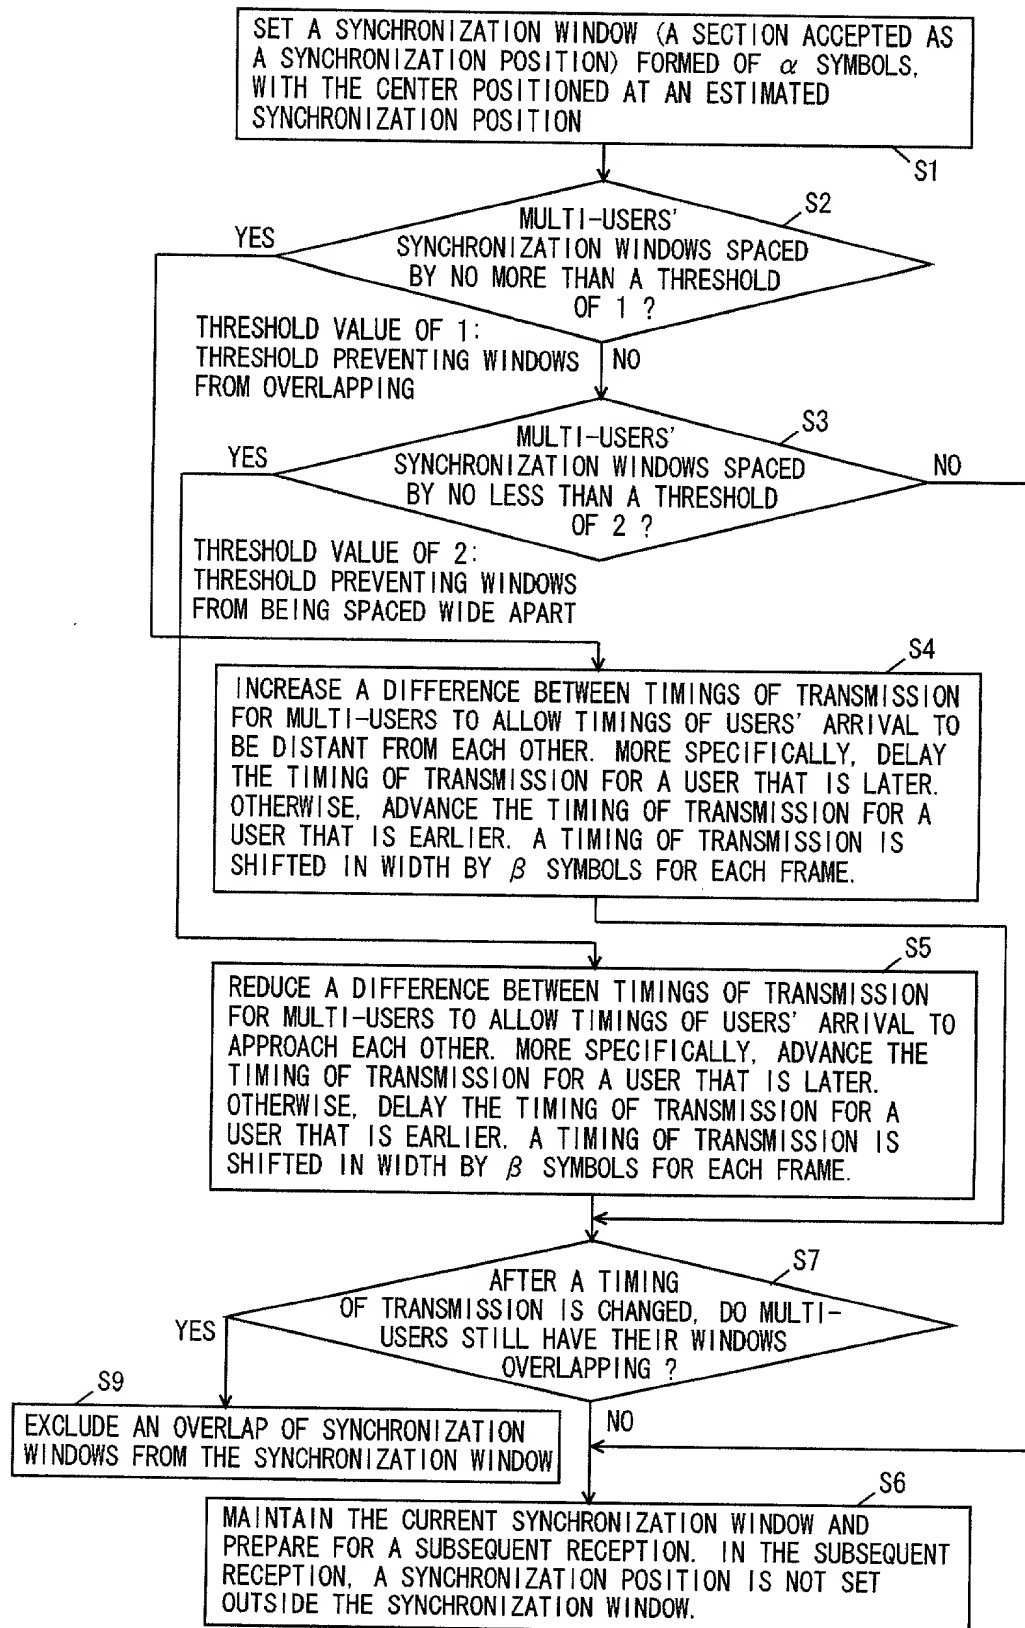 SET A SYNCHRONIZATION WINDOW (A SECTION ACCEPTED AS
A SYNCHRONIZATION POSITION) FORMED OF α SYMBOLS,
WITH THE CENTER POSITIONED AT AN ESTIMATED
SYNCHRONIZATION POSITION
S1
S2
MULTI-USERS'
SYNCHRONIZATION WINDOWS SPACED
BY NO MORE THAN A THRESHOLD
OF 1 ?
YES
THRESHOLD VALUE OF 1:
THRESHOLD PREVENTING WINDOWS
FROM OVERLAPPING
NO
S3
MULTI-USERS'
SYNCHRONIZATION WINDOWS SPACED
BY NO LESS THAN A THRESHOLD
OF 2 ?
YES
NO
THRESHOLD VALUE OF 2:
THRESHOLD PREVENTING WINDOWS
FROM BEING SPACED WIDE APART
S4
INCREASE A DIFFERENCE BETWEEN TIMINGS OF TRANSMISSION
FOR MULTI-USERS TO ALLOW TIMINGS OF USERS' ARRIVAL TO
BE DISTANT FROM EACH OTHER. MORE SPECIFICALLY, DELAY
THE TIMING OF TRANSMISSION FOR A USER THAT IS LATER.
OTHERWISE, ADVANCE THE TIMING OF TRANSMISSION FOR A
USER THAT IS EARLIER. A TIMING OF TRANSMISSION IS
SHIFTED IN WIDTH BY β SYMBOLS FOR EACH FRAME.
S5
REDUCE A DIFFERENCE BETWEEN TIMINGS OF TRANSMISSION
FOR MULTI-USERS TO ALLOW TIMINGS OF USERS' ARRIVAL TO
APPROACH EACH OTHER. MORE SPECIFICALLY, ADVANCE THE
TIMING OF TRANSMISSION FOR A USER THAT IS LATER.
OTHERWISE, DELAY THE TIMING OF TRANSMISSION FOR A
USER THAT IS EARLIER. A TIMING OF TRANSMISSION IS
SHIFTED IN WIDTH BY β SYMBOLS FOR EACH FRAME.
S7
AFTER A TIMING
OF TRANSMISSION IS CHANGED, DO MULTI-
USERS STILL HAVE THEIR WINDOWS
OVERLAPPING ?
YES
NO
S9
EXCLUDE AN OVERLAP OF SYNCHRONIZATION
WINDOWS FROM THE SYNCHRONIZATION WINDOW
S6
MAINTAIN THE CURRENT SYNCHRONIZATION WINDOW AND
PREPARE FOR A SUBSEQUENT RECEPTION. IN THE SUBSEQUENT
RECEPTION, A SYNCHRONIZATION POSITION IS NOT SET
OUTSIDE THE SYNCHRONIZATION WINDOW.